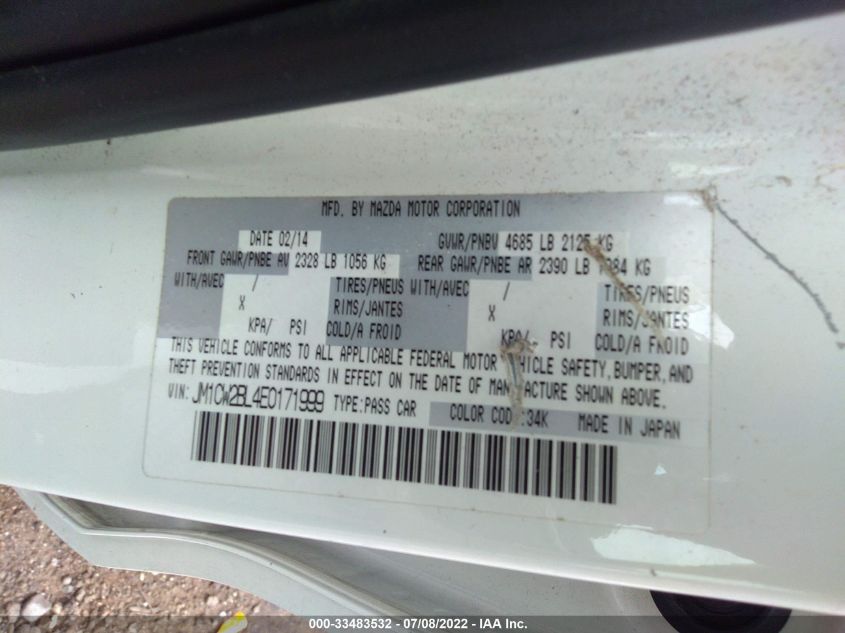 MFD. BY MAZDA MOTOR CORPORATION
DATE 02/14 GVWR/PNBV 4685 LB 2125 KG
FRONT GAWR/PNBE AV 2328 LB 1056 KG REAR GAWR/PNBE AR 2390 LB 1084 KG
WITH/AVEC / TIRES/PNEUS WITH/AVEC / TIRES/PNEUS
X RIMS/JANTES X RIMS/JANTES
KPA/ PSI COLD/A FROID KPA/ PSI COLD/A FROID
THIS VEHICLE CONFORMS TO ALL APPLICABLE FEDERAL MOTOR VEHICLE SAFETY, BUMPER, AND
THEFT PREVENTION STANDARDS IN EFFECT ON THE DATE OF MANUFACTURE SHOWN ABOVE.
VIN: JM1CW2BL4E0171999 TYPE:PASS CAR COLOR CODE:34K MADE IN JAPAN
000-33483532 - 07/08/2022 - IAA Inc.